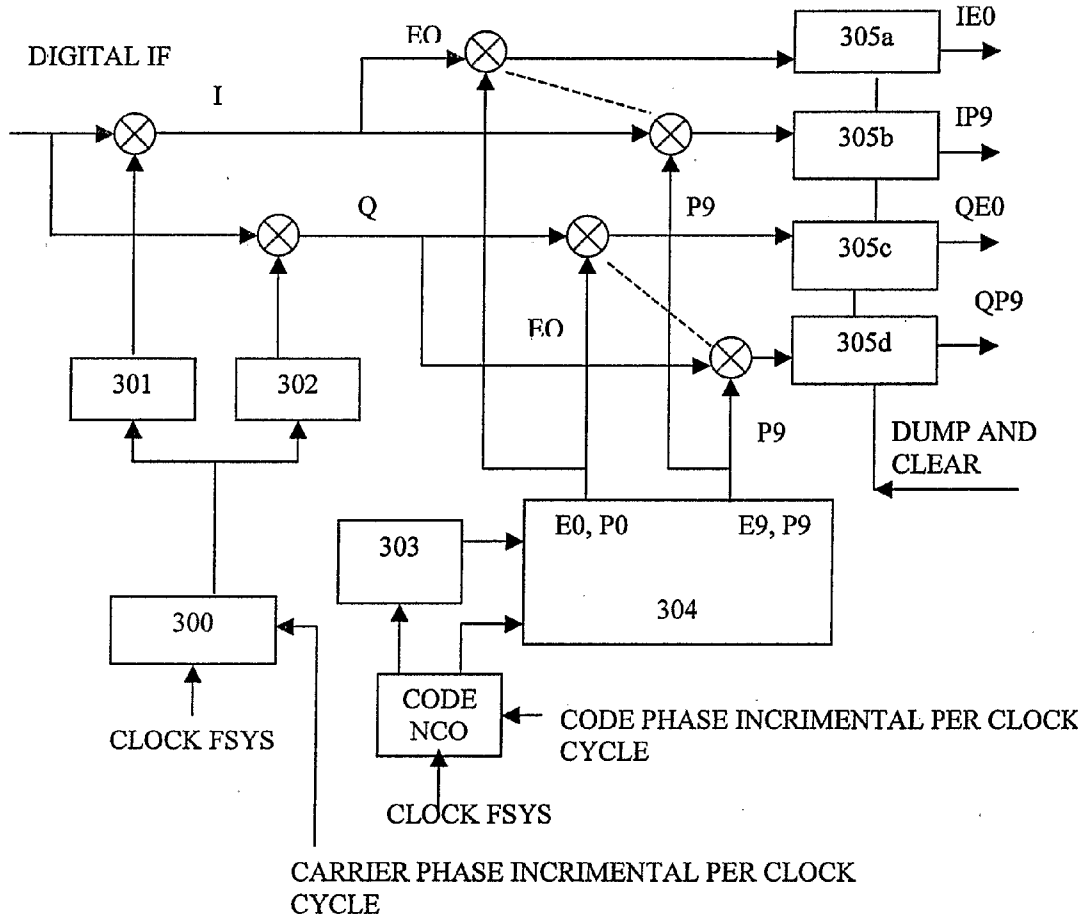 IE0
EO
305a
DIGITAL IF
I
IP9
305b
Q
P9
QE0
305c
QP9
EO
305d
301
302
P9
DUMP AND
CLEAR
E0, P0
E9, P9
303
304
300
CODE
NCO
CODE PHASE INCRIMENTAL PER CLOCK
CYCLE
CLOCK FSYS
CLOCK FSYS
CARRIER PHASE INCRIMENTAL PER CLOCK
CYCLE